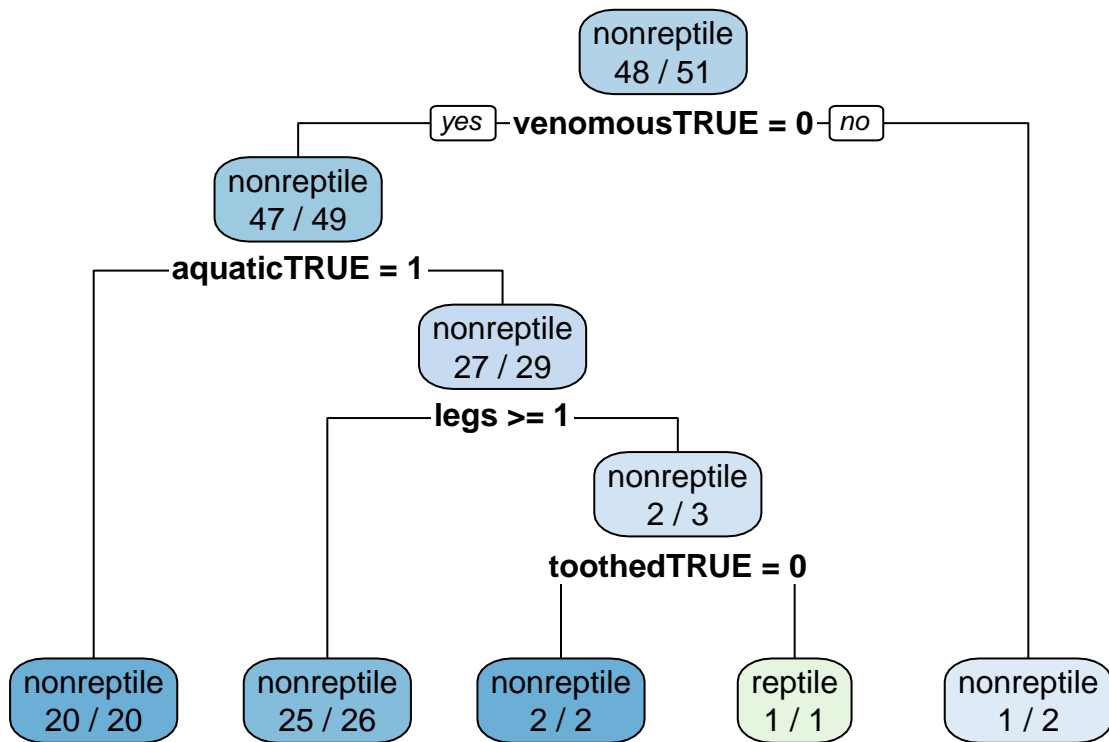 nonreptile
48 / 51
yes venomousTRUE = 0 no
nonreptile
47 / 49
aquaticTRUE = 1
nonreptile
27 / 29
legs >= 1
nonreptile
2 / 3
toothedTRUE = 0
nonreptile
20 / 20
nonreptile
25 / 26
nonreptile
2 / 2
reptile
1 / 1
nonreptile
1 / 2